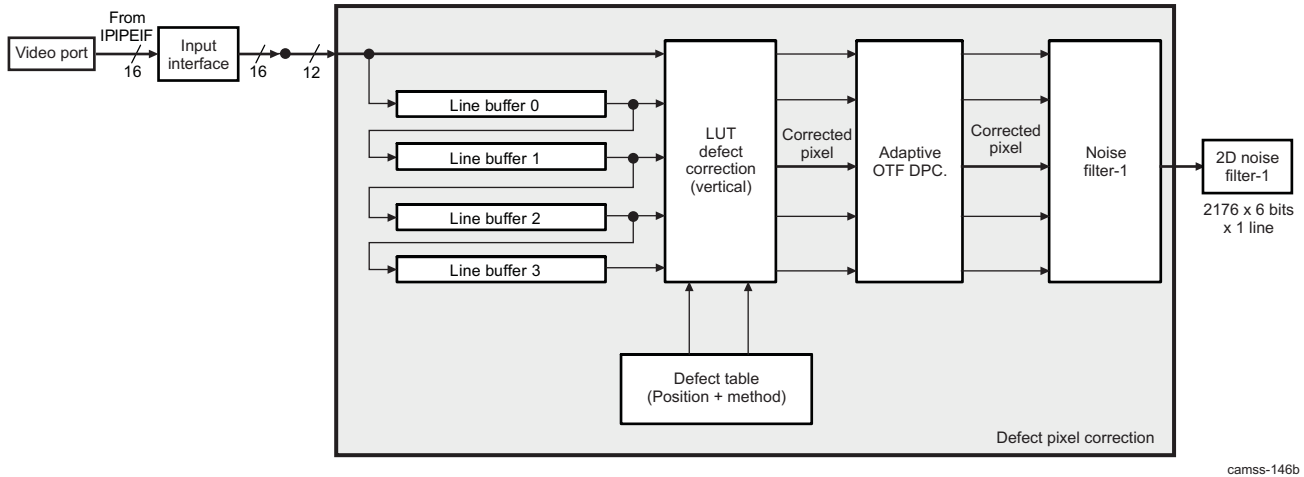 From
IPIPEIF
Video port
16
Input
interface
16
12
Line buffer 0
Line buffer 1
Line buffer 2
Line buffer 3
LUT
defect
correction
(vertical)
Corrected
pixel
Adaptive
OTF DPC.
Corrected
pixel
Noise
filter-1
2D noise
filter-1
2176 x 6 bits
x 1 line
Defect table
(Position + method)
Defect pixel correction
camss-146b